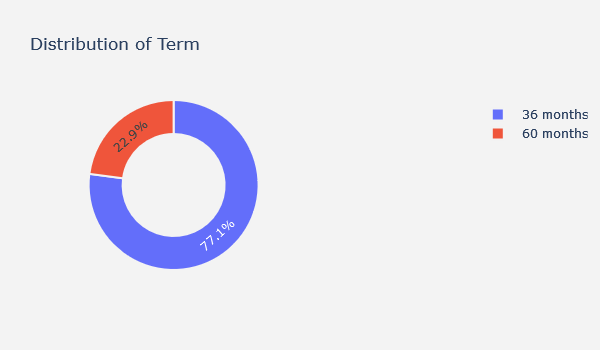 Distribution of Term
36 months
60 months
22.9%
77.1%